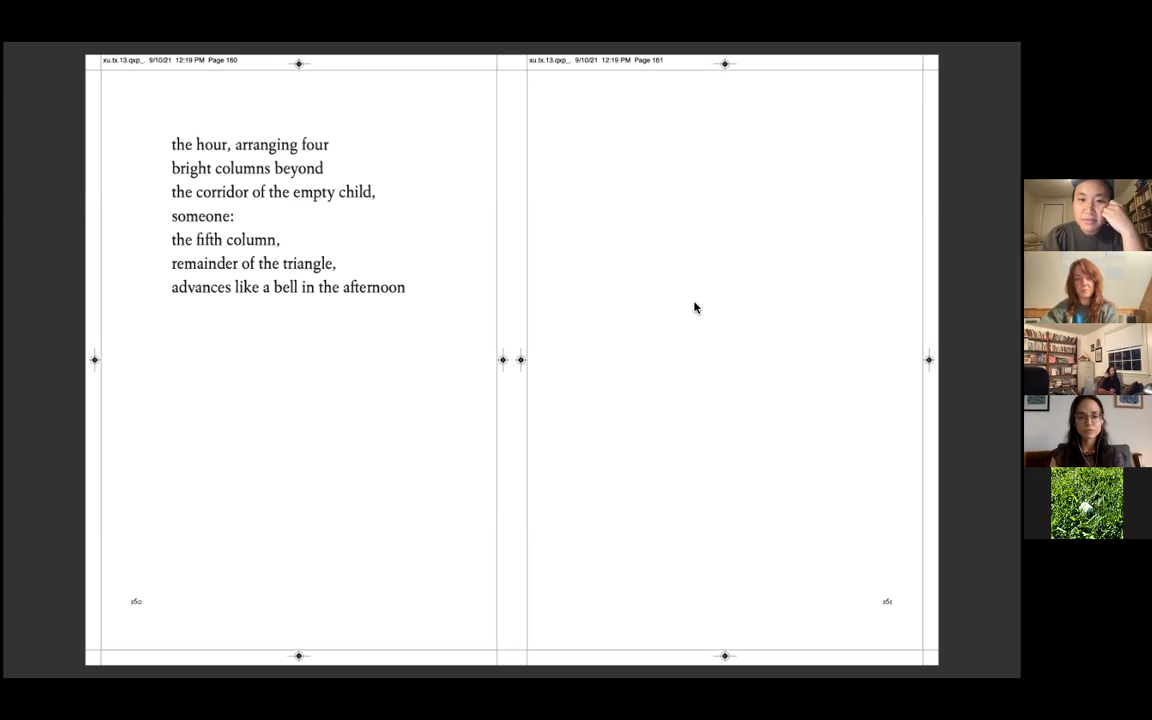 xu.tx.13.qxp_. 9/10/21 12:19 PM Page 160
the hour, arranging four
bright columns beyond
the corridor of the empty child,
someone:
the fifth column,
remainder of the triangle,
advances like a bell in the afternoon
160
xu.tx.13.qxp_. 9/10/21 12:19 PM Page 161
161